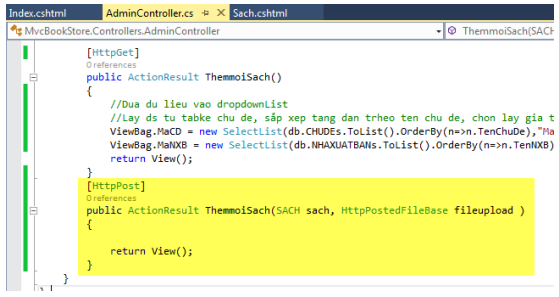 Index.cshtml AdminController.cs Sach.cshtml
MvcBookStore.Controllers.AdminController ThemmoiSach(SACH
[HttpGet]
0 references
public ActionResult ThemmoiSach()
{
//Dua du lieu vao dropdownList
//Lay ds tu tabke chu de, sắp xep tang dan trheo ten chu de, chon lay gia t
ViewBag.MaCD = new SelectList(db.CHUDEs.ToList().OrderBy(n=>n.TenChuDe),"Ma
ViewBag.MaNXB = new SelectList(db.NHAXUATBANs.ToList().OrderBy(n=>n.TenNXB)
return View();
}
[HttpPost]
0 references
public ActionResult ThemmoiSach(SACH sach, HttpPostedFileBase fileupload )
{
return View();
}
}
}